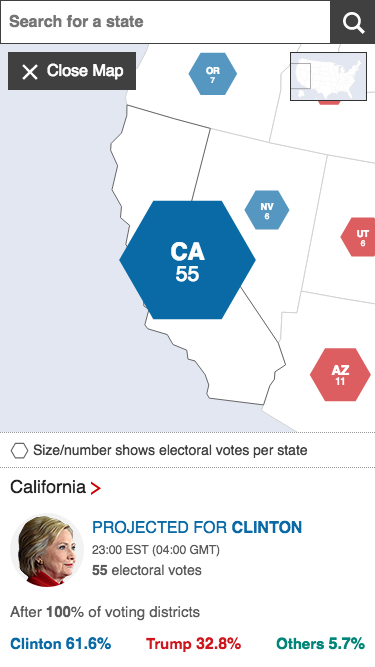 Search for a state
Close Map
OR
7
NV
6
CA
55
UT
6
AZ
11
Size/number shows electoral votes per state
California
PROJECTED FOR CLINTON
23:00 EST (04:00 GMT)
55 electoral votes
After 100% of voting districts
Clinton 61.6% Trump 32.8% Others 5.7%